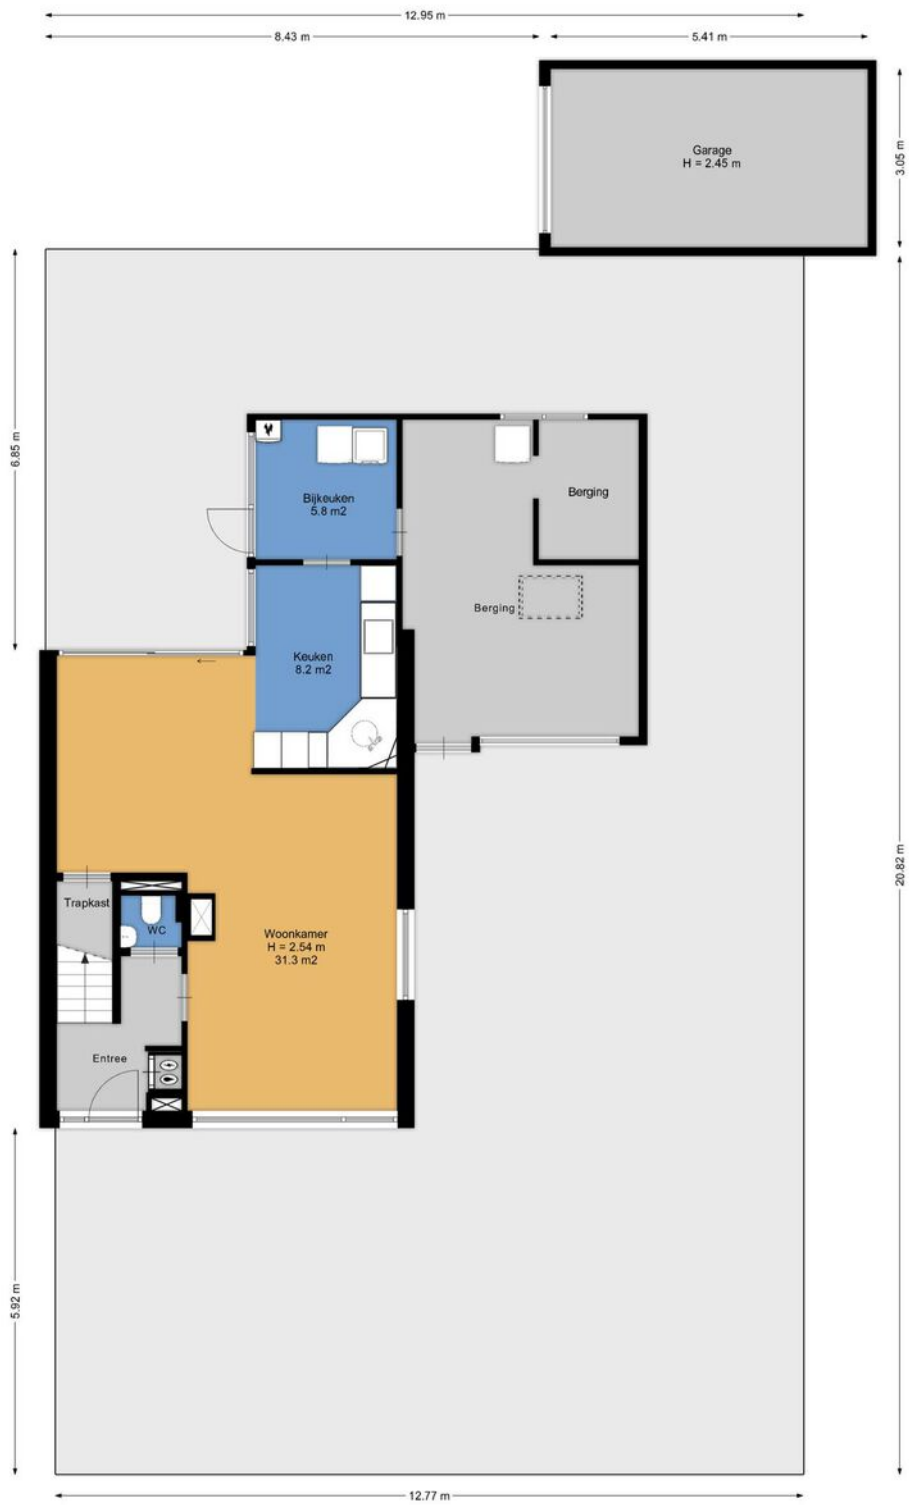 12.95 m
8.43 m
5.41 m
Garage
H = 2.45 m
3.05 m
6.85 m
Bijkeuken
5.8 m2
Berging
Berging
Keuken
8.2 m2
20.82 m
Trapkast
WC
Woonkamer
H = 2.54 m
31.3 m2
Entree
5.92 m
12.77 m